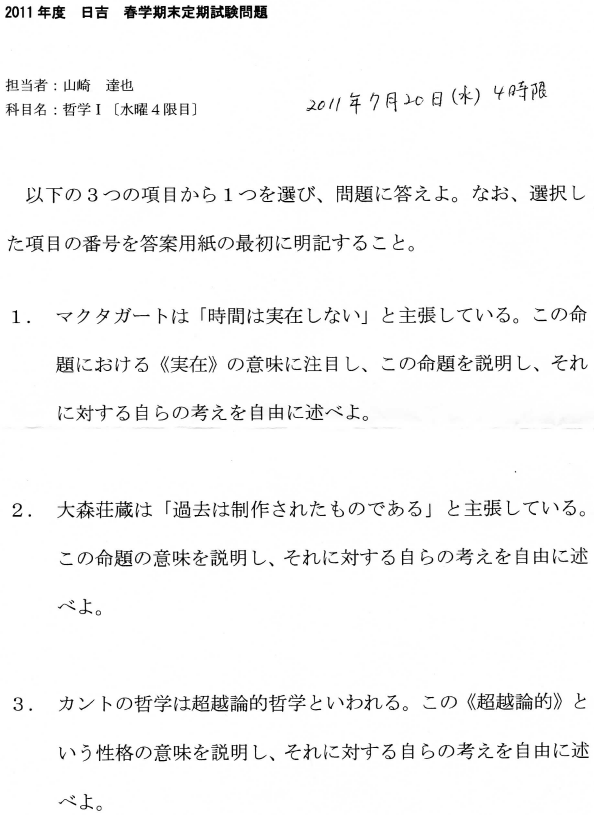 2011年度　日吉　春学期末定期試験問題
担当者：山崎　達也
科目名：哲学Ⅰ〔水曜４限目〕
2011年7月20日(水) 4時限
以下の３つの項目から１つを選び、問題に答えよ。なお、選択し
た項目の番号を答案用紙の最初に明記すること。
１．　マクタガートは「時間は実在しない」と主張している。この命
題における《実在》の意味に注目し、この命題を説明し、それ
に対する自らの考えを自由に述べよ。
２．　大森荘蔵は「過去は制作されたものである」と主張している。
この命題の意味を説明し、それに対する自らの考えを自由に述
べよ。
３．　カントの哲学は超越論的哲学といわれる。この《超越論的》と
いう性格の意味を説明し、それに対する自らの考えを自由に述
べよ。